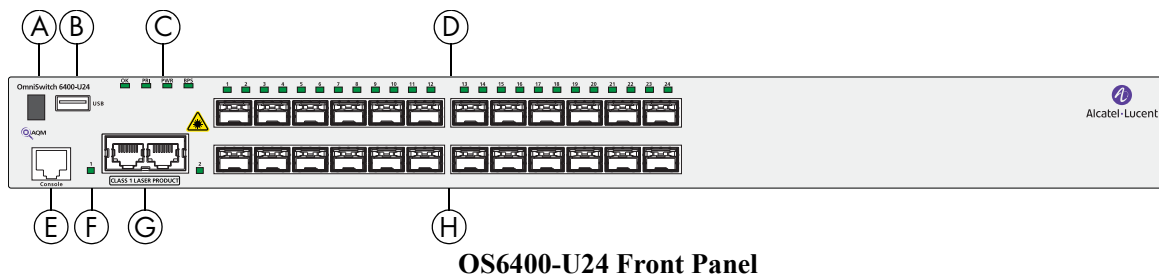 A B C D
OK PRI PWR BPS
1 2 3 4 5 6 7 8 9 10 11 12 13 14 15 16 17 18 19 20 21 22 23 24
OmniSwitch 6400-U24
USB
Alcatel·Lucent
AQM
1 2
Console
CLASS 1 LASER PRODUCT
E F G H
OS6400-U24 Front Panel